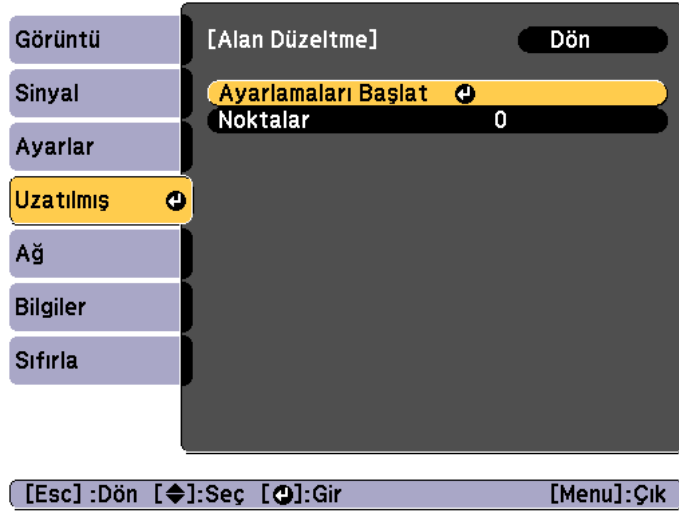 Görüntü
Sinyal
Ayarlar
Uzatılmış
Ağ
Bilgiler
Sıfırla
[Alan Düzeltme] Dön
Ayarlamaları Başlat
Noktalar 0
[Esc] :Dön [ ]:Seç [ ]:Gir [Menu]:Çık